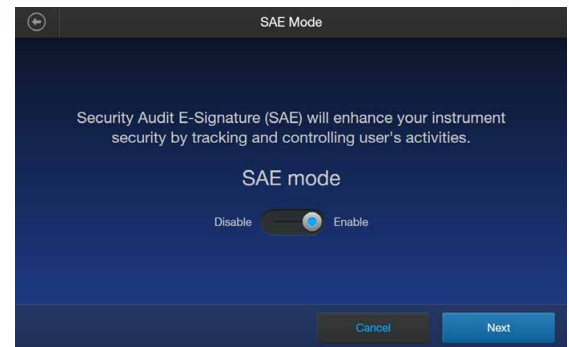 SAE Mode
Security Audit E-Signature (SAE) will enhance your instrument
security by tracking and controlling user's activities.
SAE mode
Disable Enable
Cancel Next